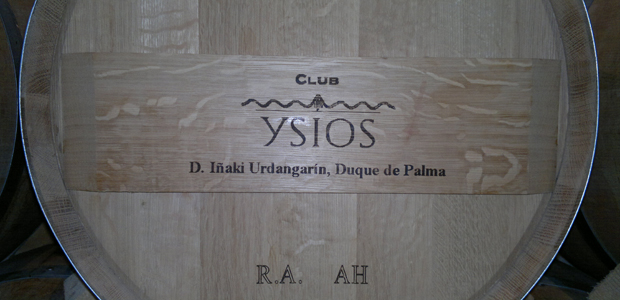 CLUB
YSIOS
D. Iñaki Urdangarín, Duque de Palma
R.A. AH